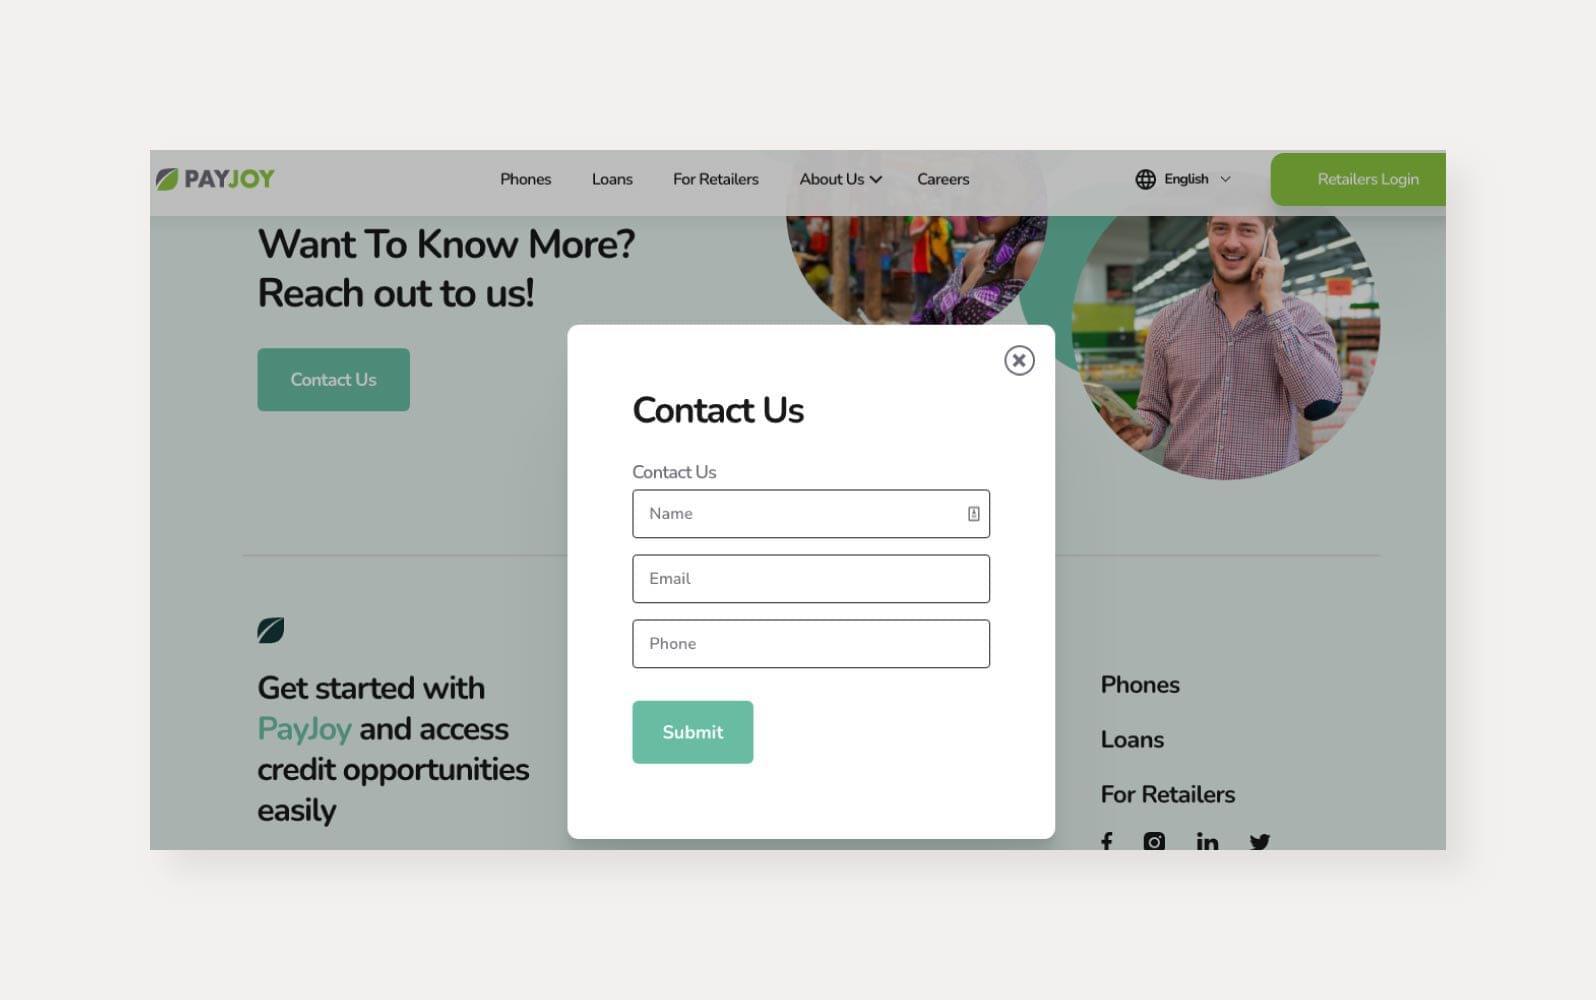 PAYJOY
Phones
Loans
For Retailers
About Us
Careers
English
Retailers Login
Want To Know More?
Reach out to us!
Contact Us
Contact Us
Contact Us
Name
Email
Phone
Submit
Get started with
PayJoy and access
credit opportunities
easily
Phones
Loans
For Retailers